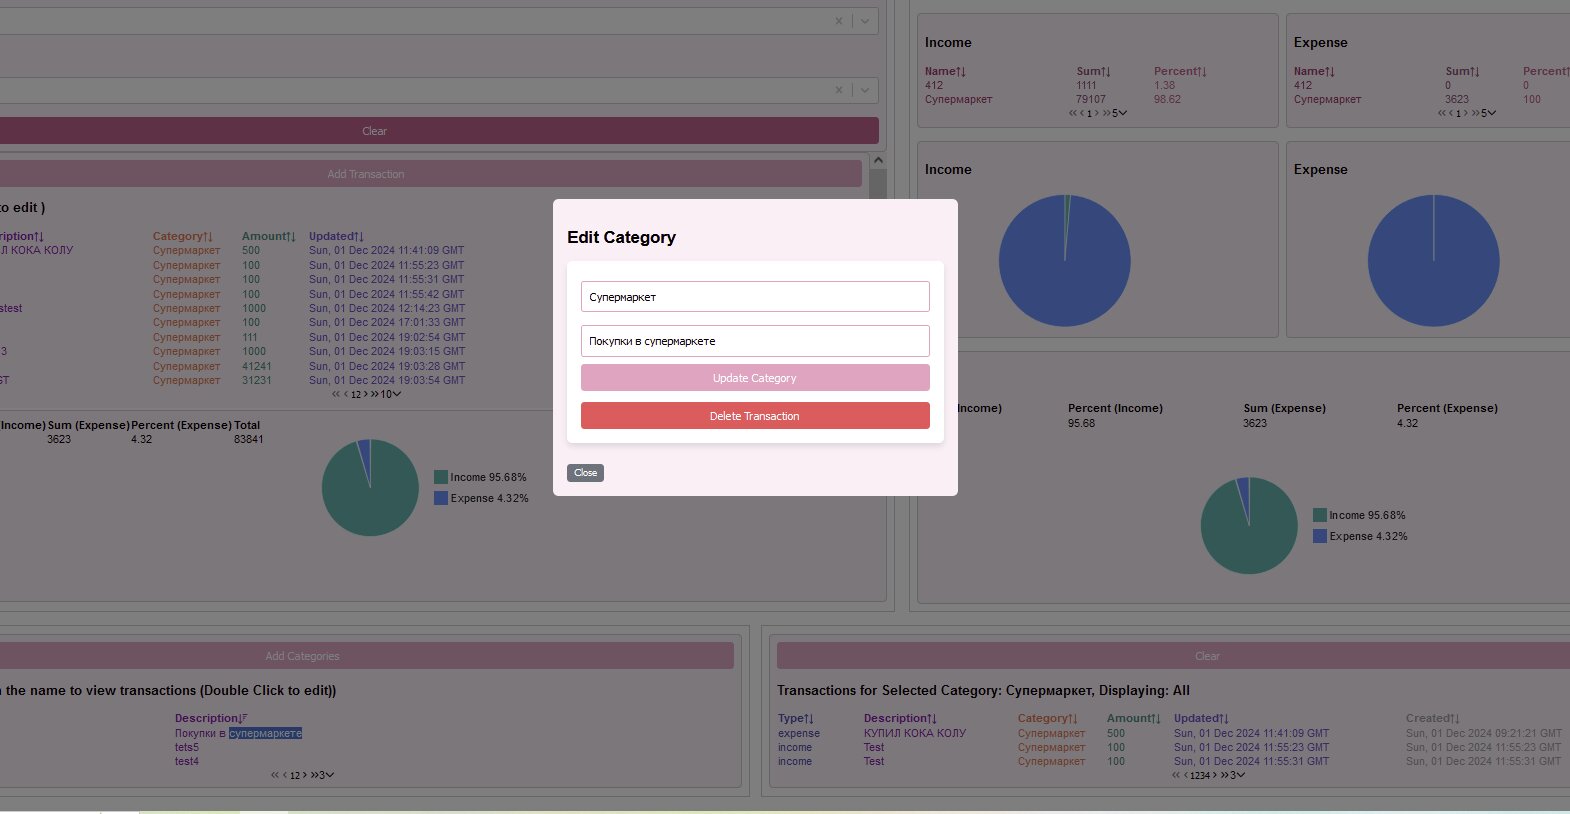 Clear
Add Transaction
to edit )
ription↑↓ Category↑↓ Amount↑↓ Updated↑↓
Л КОКА КОЛУ Супермаркет 500 Sun, 01 Dec 2024 11:41:09 GMT
Супермаркет 100 Sun, 01 Dec 2024 11:55:23 GMT
Супермаркет 100 Sun, 01 Dec 2024 11:55:31 GMT
Супермаркет 100 Sun, 01 Dec 2024 11:55:42 GMT
stest Супермаркет 1000 Sun, 01 Dec 2024 12:14:23 GMT
Супермаркет 100 Sun, 01 Dec 2024 17:01:33 GMT
Супермаркет 111 Sun, 01 Dec 2024 19:02:54 GMT
3 Супермаркет 1000 Sun, 01 Dec 2024 19:03:15 GMT
Супермаркет 41241 Sun, 01 Dec 2024 19:03:28 GMT
ST Супермаркет 31231 Sun, 01 Dec 2024 19:03:54 GMT
« ‹ 12 › » 10
Income) Sum (Expense) Percent (Expense) Total
3623 4.32 83841
Income 95.68%
Expense 4.32%
Income
Name↑↓ Sum↑↓ Percent↑↓
412 1111 1.38
Супермаркет 79107 98.62
« ‹ 1 › » 5
Expense
Name↑↓ Sum↑↓ Percent↑
412 0 0
Супермаркет 3623 100
« ‹ 1 › » 5
Income
Expense
Edit Category
Супермаркет
Покупки в супермаркете
Update Category
Delete Transaction
Close
Income) Percent (Income) Sum (Expense) Percent (Expense)
95.68 3623 4.32
Income 95.68%
Expense 4.32%
Add Categories
the name to view transactions (Double Click to edit))
Description
Покупки в супермаркете
tets5
test4
« ‹ 12 › » 3
Clear
Transactions for Selected Category: Супермаркет, Displaying: All
Type↑↓ Description↑↓ Category↑↓ Amount↑↓ Updated↑↓ Created↑↓
expense КУПИЛ КОКА КОЛУ Супермаркет 500 Sun, 01 Dec 2024 11:41:09 GMT Sun, 01 Dec 2024 09:21:21 GMT
income Test Супермаркет 100 Sun, 01 Dec 2024 11:55:23 GMT Sun, 01 Dec 2024 11:55:23 GMT
income Test Супермаркет 100 Sun, 01 Dec 2024 11:55:31 GMT Sun, 01 Dec 2024 11:55:31 GMT
« ‹ 1234 › » 3